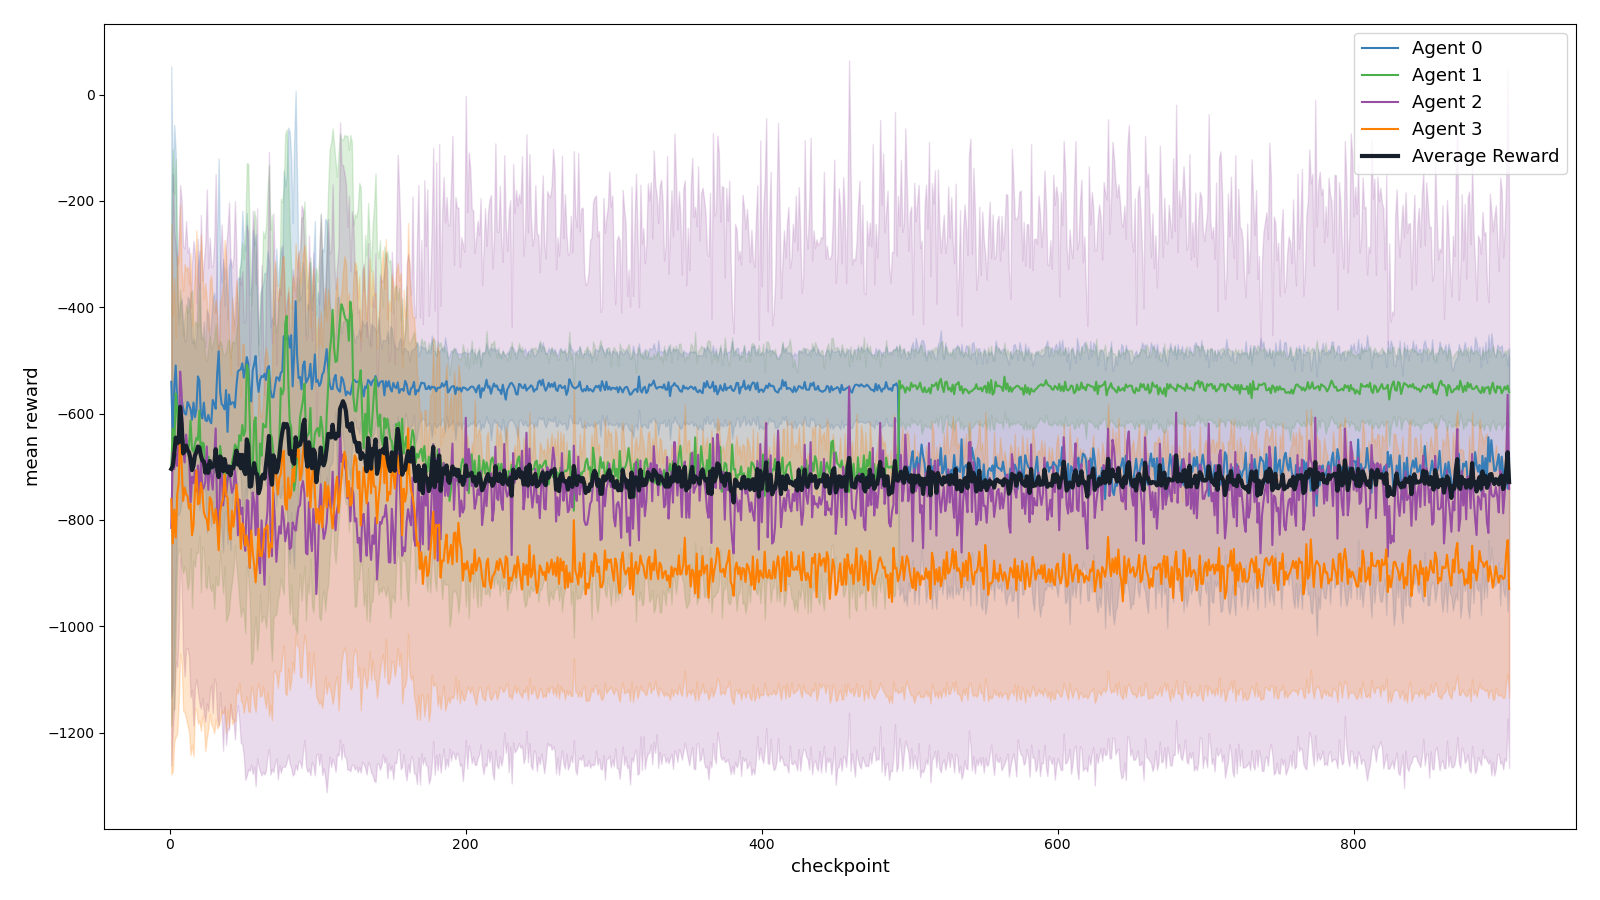 Agent 0
Agent 1
Agent 2
Agent 3
Average Reward
0
−200
−400
−600
−800
−1000
−1200
mean reward
0 200 400 600 800
checkpoint